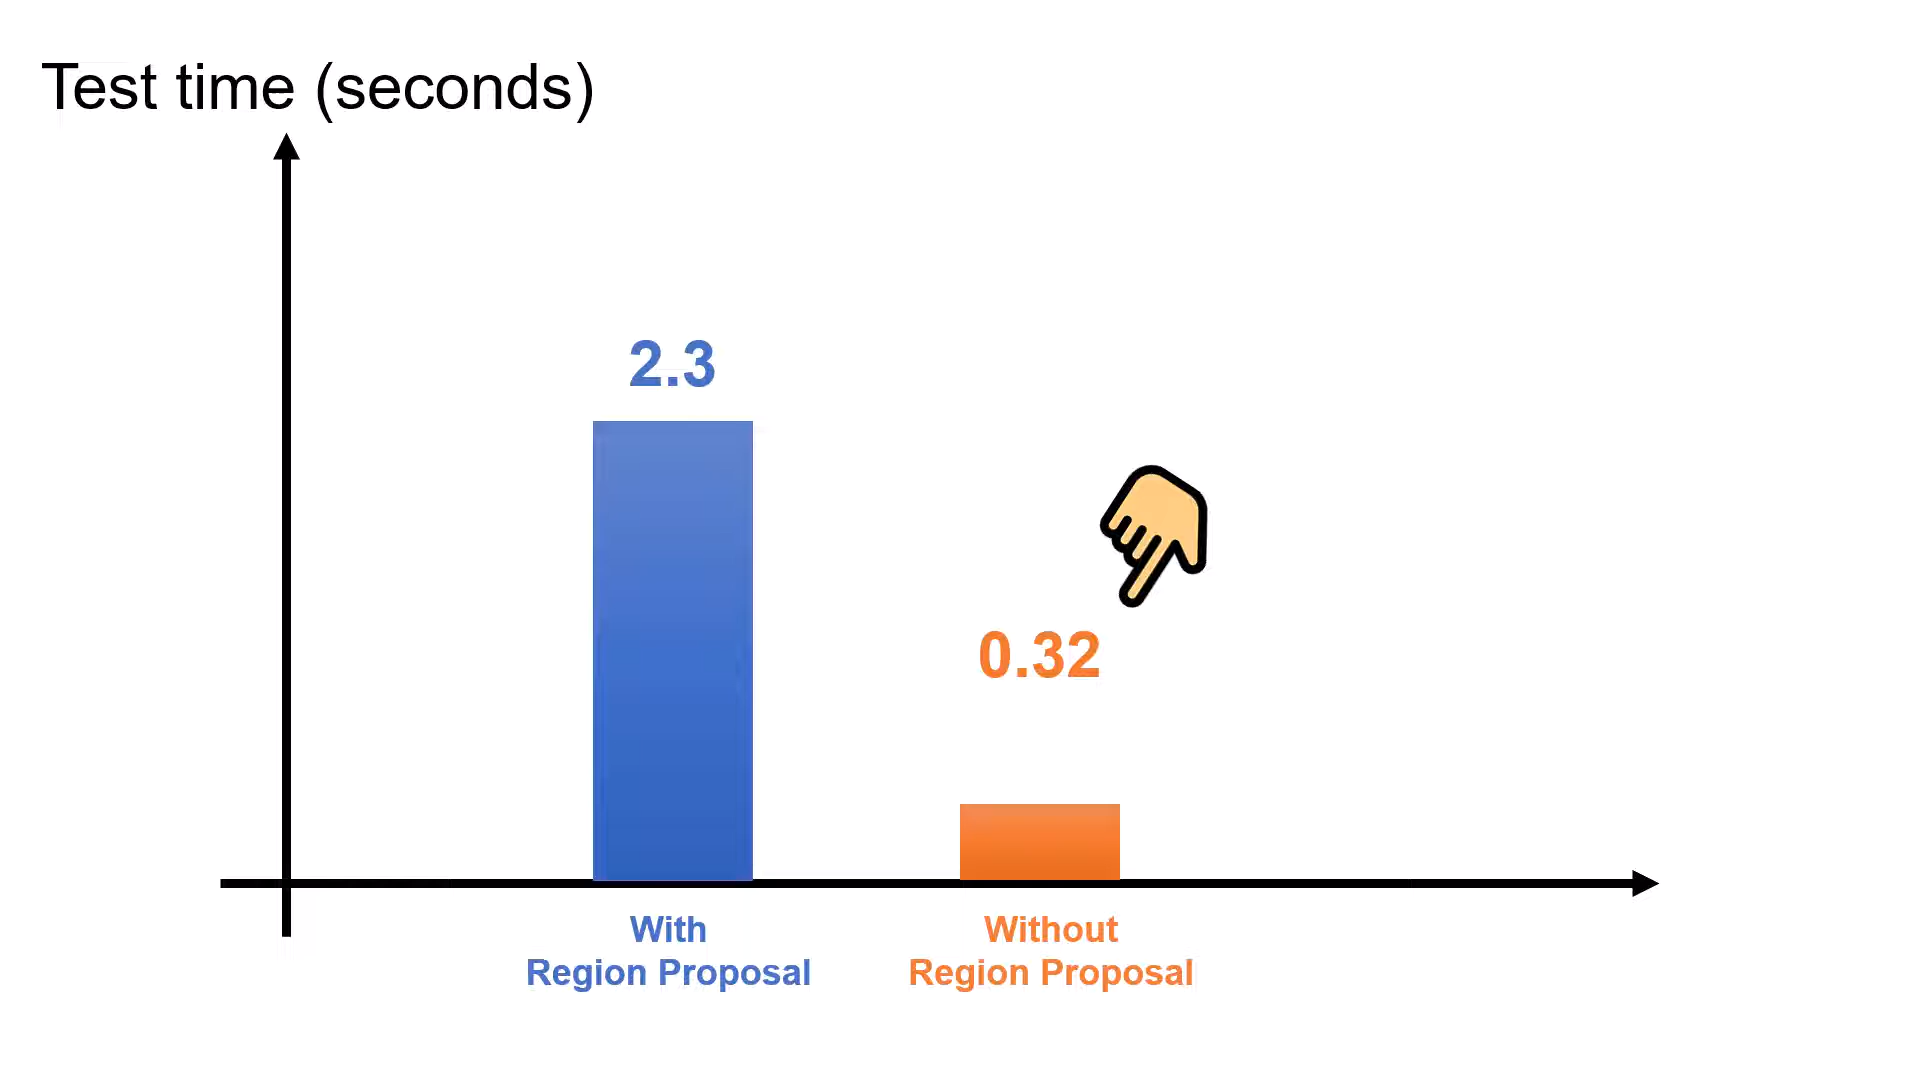 Test time (seconds)
2.3
0.32
With
Region Proposal
Without
Region Proposal